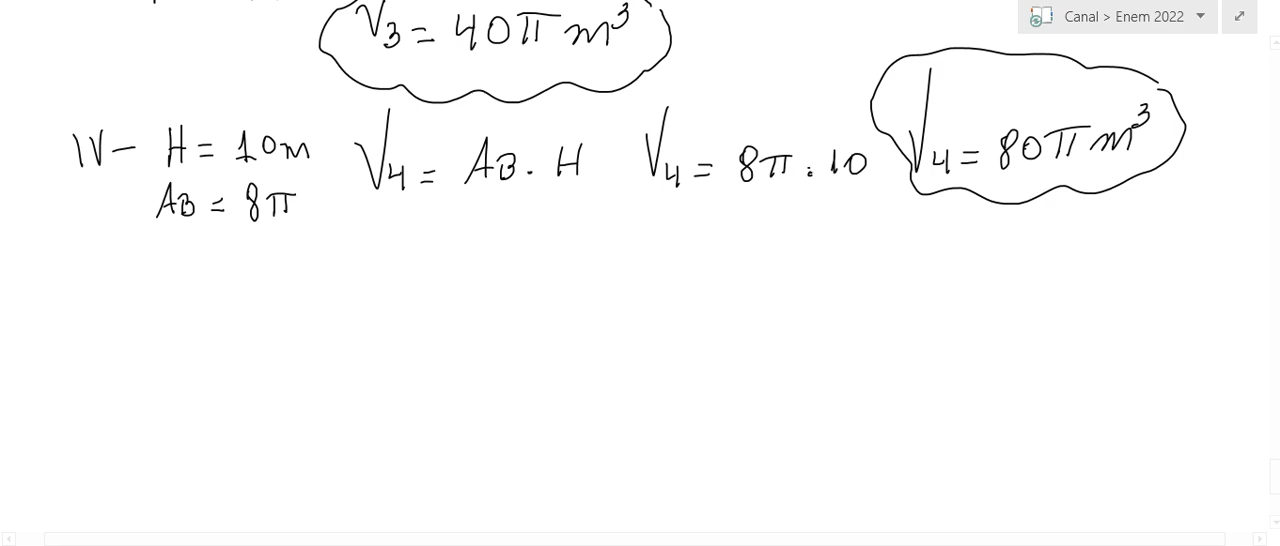 Canal > Enem 2022
V₃ = 40π m³
IV - H = 10m V₄ = AB . H V₄ = 8π . 10 V₄ = 80π m³
AB = 8π